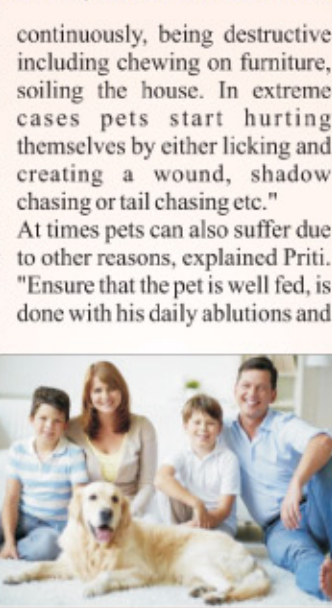 continuously, being destructive
including chewing on furniture,
soiling the house. In extreme
cases pets start hurting
themselves by either licking and
creating a wound, shadow
chasing or tail chasing etc."
At times pets can also suffer due
to other reasons, explained Priti.
"Ensure that the pet is well fed, is
done with his daily ablutions and